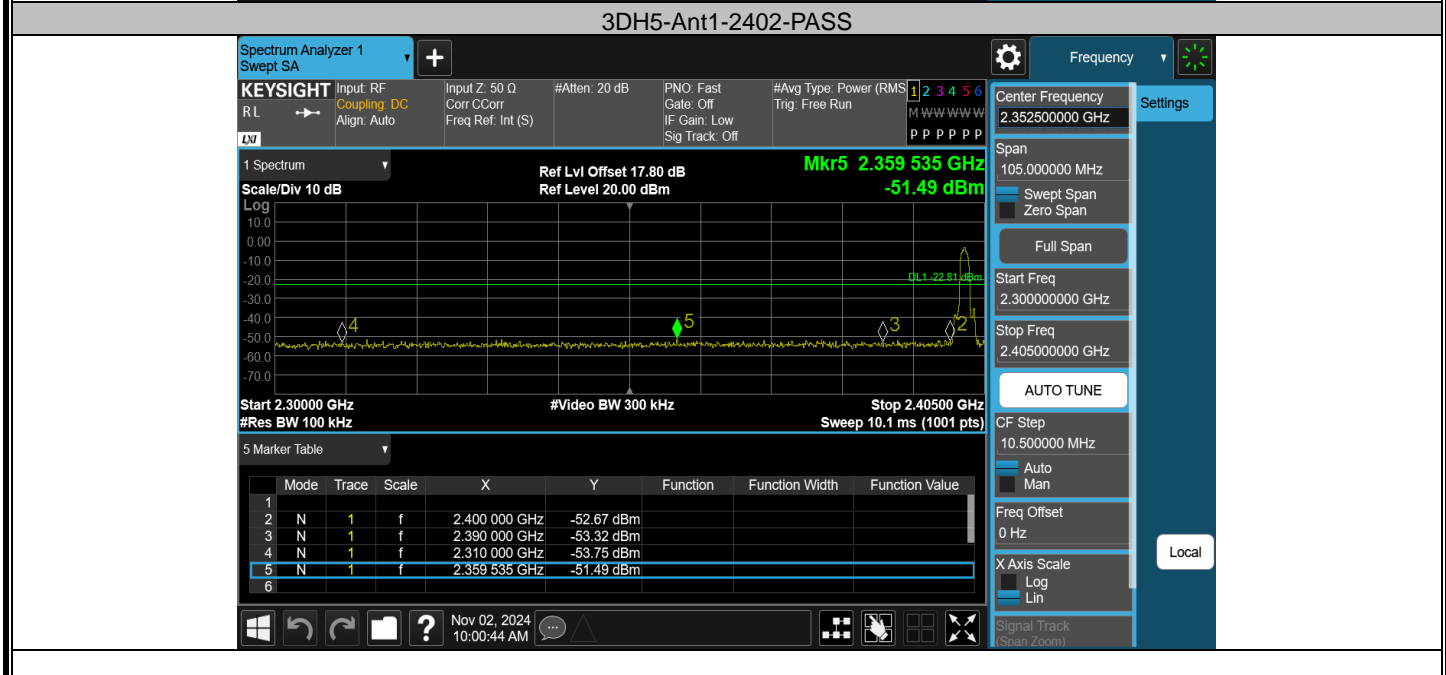 3DH5-Ant1-2402-PASS
Spectrum Analyzer 1
Swept SA
+
Frequency
KEYSIGHT
RL
LXI
Input: RF
Coupling: DC
Align: Auto
Input Z: 50 Ω
Corr CCorr
Freq Ref: Int (S)
#Atten: 20 dB
PNO: Fast
Gate: Off
IF Gain: Low
Sig Track: Off
#Avg Type: Power (RMS
Trig: Free Run
1 2 3 4 5 6
M W W W W W
P P P P P P
Center Frequency
2.352500000 GHz
Settings
Span
105.000000 MHz
Swept Span
Zero Span
Full Span
Start Freq
2.300000000 GHz
Stop Freq
2.405000000 GHz
AUTO TUNE
CF Step
10.500000 MHz
Auto
Man
Freq Offset
0 Hz
X Axis Scale
Log
Lin
Signal Track
(Span Zoom)
Local
1 Spectrum
Scale/Div 10 dB
Ref Lvl Offset 17.80 dB
Ref Level 20.00 dBm
Mkr5 2.359 535 GHz
-51.49 dBm
Log
10.0
0.00
-10.0
-20.0
-30.0
-40.0
-50.0
-60.0
-70.0
DL1 -22.81 dBm
4
5
3
2
Start 2.30000 GHz
#Video BW 300 kHz
Stop 2.40500 GHz
#Res BW 100 kHz
Sweep 10.1 ms (1001 pts)
5 Marker Table
Mode Trace Scale X Y Function Function Width Function Value
1
2 N 1 f 2.400 000 GHz -52.67 dBm
3 N 1 f 2.390 000 GHz -53.32 dBm
4 N 1 f 2.310 000 GHz -53.75 dBm
5 N 1 f 2.359 535 GHz -51.49 dBm
6
?
Nov 02, 2024
10:00:44 AM